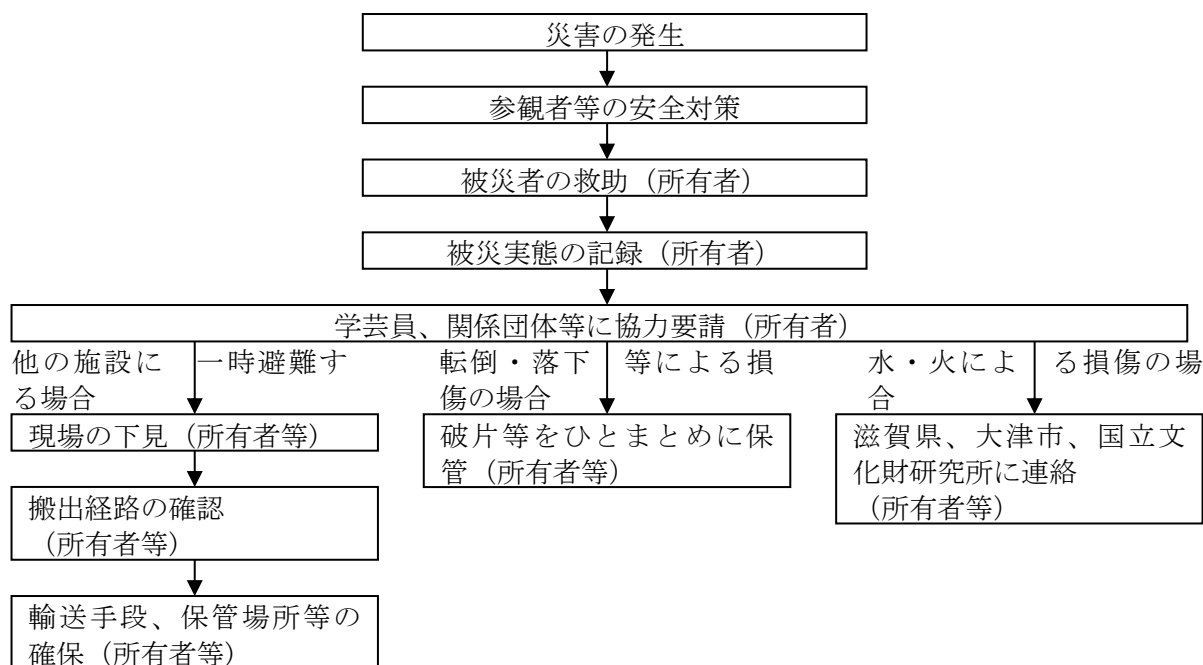 災害の発生
参観者等の安全対策
被災者の救助（所有者）
被災実態の記録（所有者）
学芸員、関係団体等に協力要請（所有者）
他の施設に一時避難す
る場合
現場の下見（所有者等）
搬出経路の確認
（所有者等）
輸送手段、保管場所等の
確保（所有者等）
転倒・落下等による損
傷の場合
破片等をひとまとめに保
管（所有者等）
水・火による損傷の場
合
滋賀県、大津市、国立文
化財研究所に連絡
（所有者等）